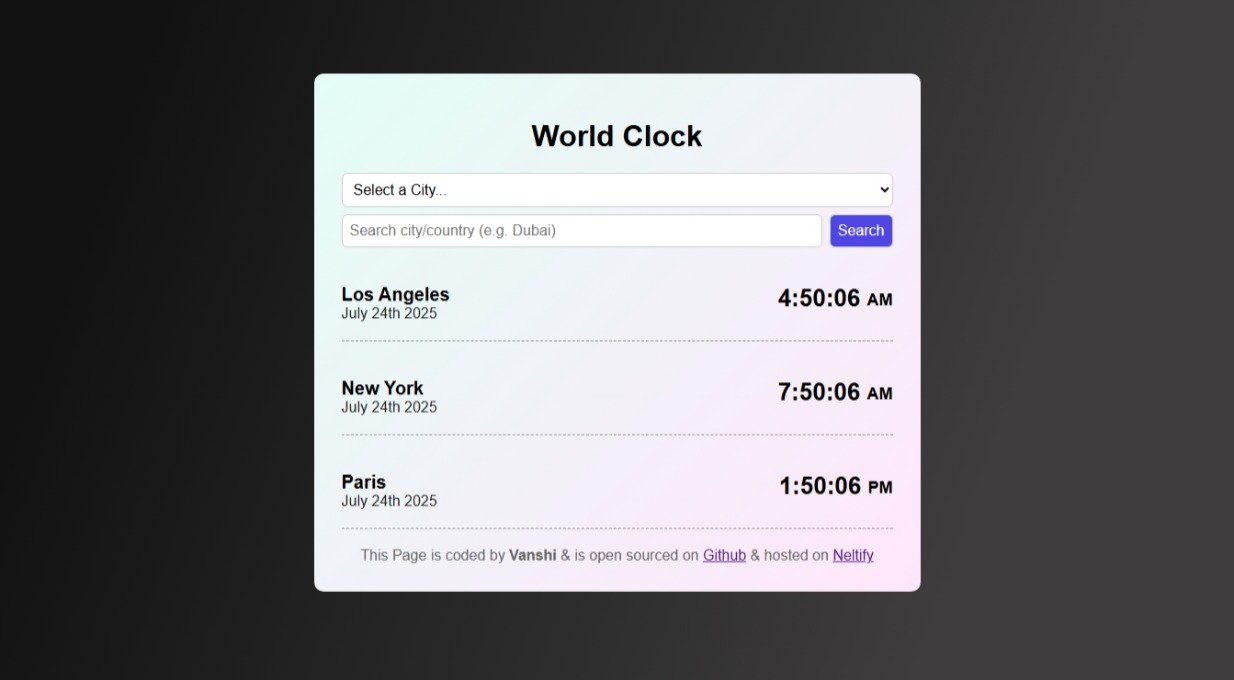 World Clock
Select a City...
Search city/country (e.g. Dubai) Search
Los Angeles 4:50:06 AM
July 24th 2025
New York 7:50:06 AM
July 24th 2025
Paris 1:50:06 PM
July 24th 2025
This Page is coded by Vanshi & is open sourced on Github & hosted on Neltify